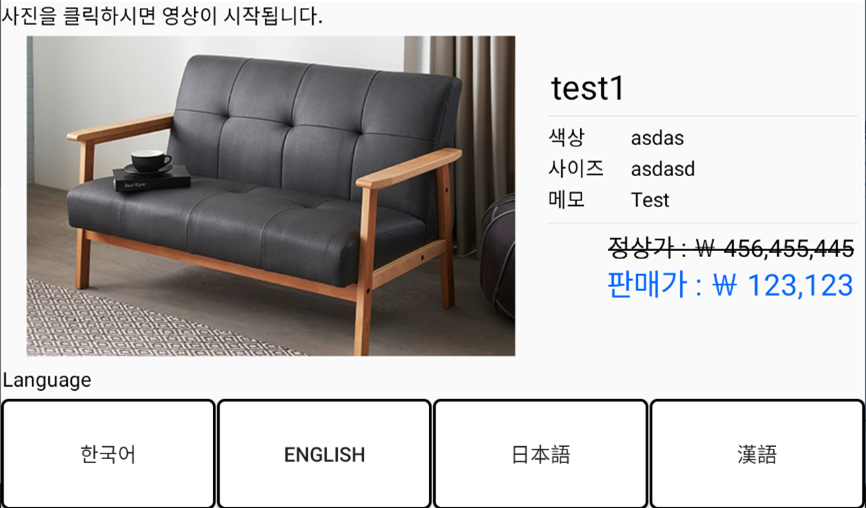 사진을 클릭하시면 영상이 시작됩니다.
test1
색상 asdas
사이즈 asdasd
메모 Test
정상가 : ₩ 456,455,445
판매가 : ₩ 123,123
Language
한국어
ENGLISH
日本語
漢語